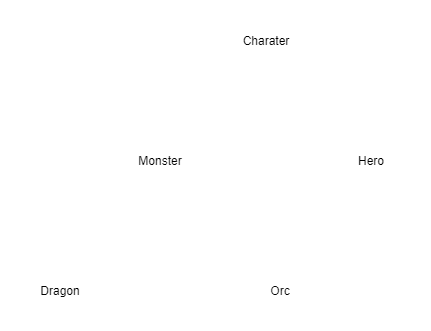 Charater
Monster
Hero
Dragon
Orc